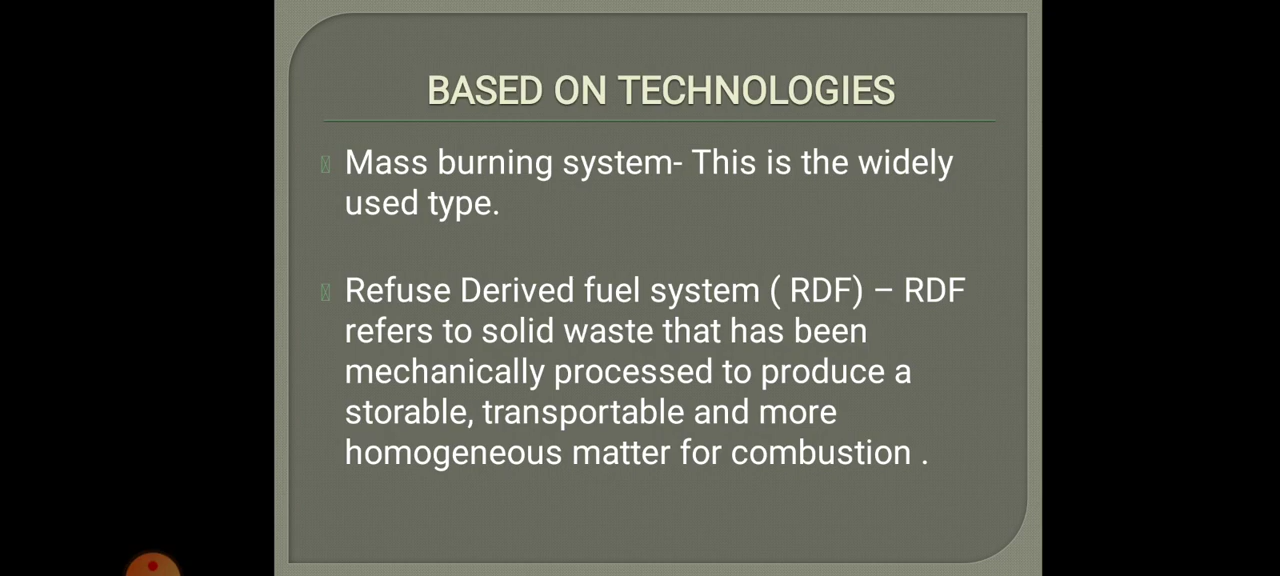 BASED ON TECHNOLOGIES
Mass burning system- This is the widely
used type.
Refuse Derived fuel system ( RDF) – RDF
refers to solid waste that has been
mechanically processed to produce a
storable, transportable and more
homogeneous matter for combustion .